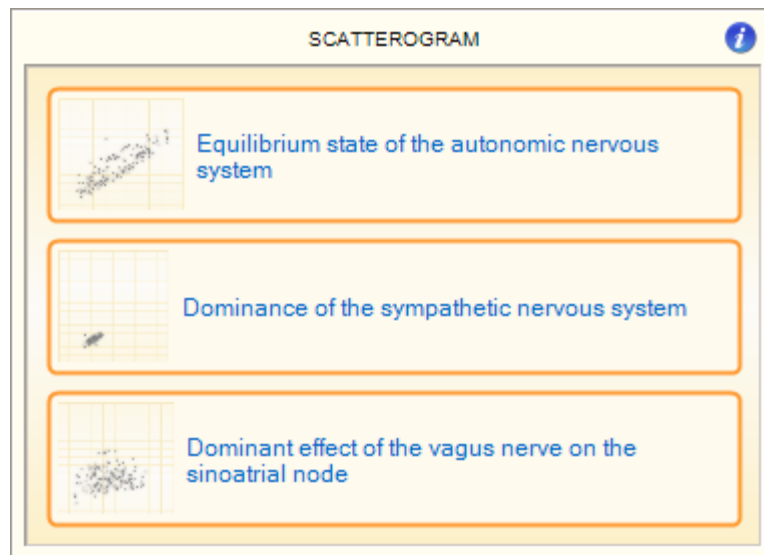 SCATTEROGRAM
i
Equilibrium state of the autonomic nervous
system
Dominance of the sympathetic nervous system
Dominant effect of the vagus nerve on the
sinoatrial node